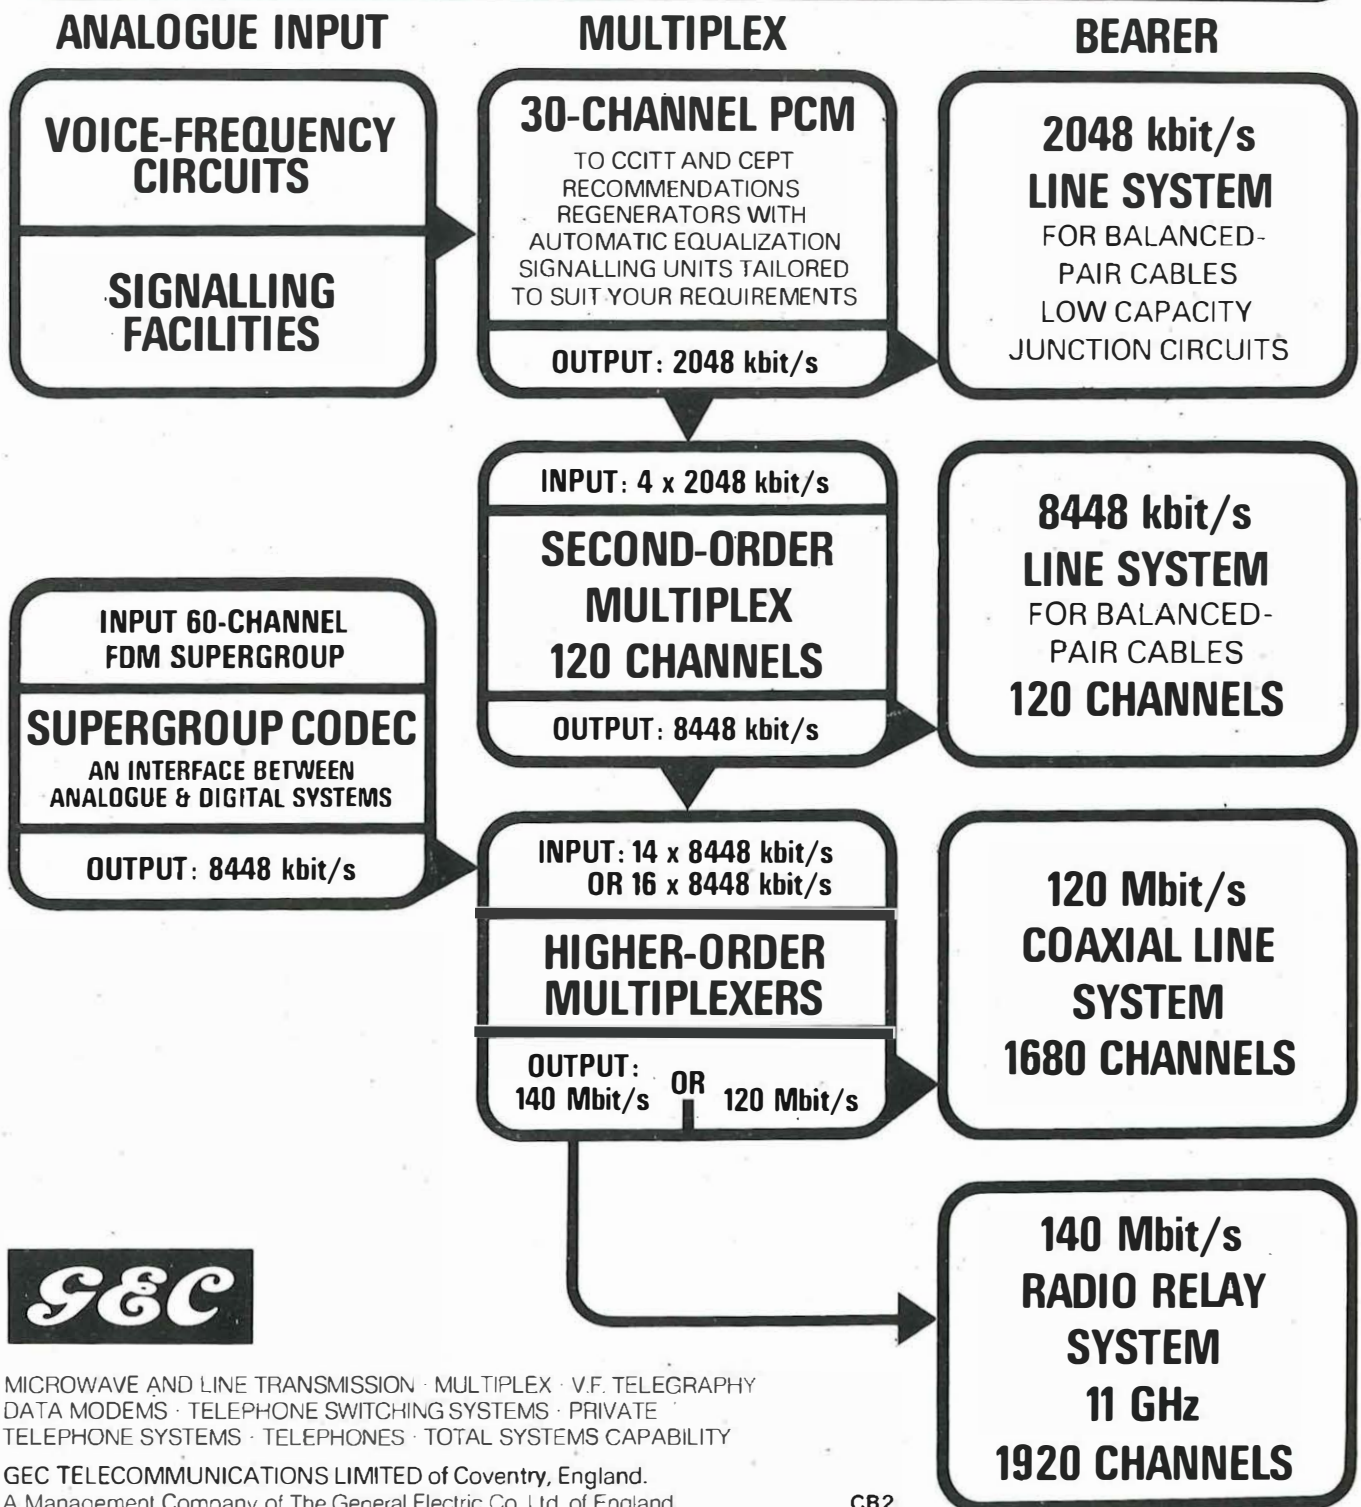 ANALOGUE INPUT
MULTIPLEX
BEARER
VOICE-FREQUENCY
CIRCUITS
SIGNALLING
FACILITIES
30-CHANNEL PCM
TO CCITT AND CEPT
RECOMMENDATIONS
REGENERATORS WITH
AUTOMATIC EQUALIZATION
SIGNALLING UNITS TAILORED
TO SUIT YOUR REQUIREMENTS
OUTPUT: 2048 kbit/s
2048 kbit/s
LINE SYSTEM
FOR BALANCED-
PAIR CABLES
LOW CAPACITY
JUNCTION CIRCUITS
INPUT: 4 x 2048 kbit/s
SECOND-ORDER
MULTIPLEX
120 CHANNELS
OUTPUT: 8448 kbit/s
8448 kbit/s
LINE SYSTEM
FOR BALANCED-
PAIR CABLES
120 CHANNELS
INPUT 60-CHANNEL
FDM SUPERGROUP
SUPERGROUP CODEC
AN INTERFACE BETWEEN
ANALOGUE & DIGITAL SYSTEMS
OUTPUT: 8448 kbit/s
INPUT: 14 x 8448 kbit/s
OR 16 x 8448 kbit/s
HIGHER-ORDER
MULTIPLEXERS
OUTPUT:
140 Mbit/s OR 120 Mbit/s
120 Mbit/s
COAXIAL LINE
SYSTEM
1680 CHANNELS
140 Mbit/s
RADIO RELAY
SYSTEM
11 GHz
1920 CHANNELS
GEC
MICROWAVE AND LINE TRANSMISSION · MULTIPLEX · V.F. TELEGRAPHY
DATA MODEMS · TELEPHONE SWITCHING SYSTEMS · PRIVATE
TELEPHONE SYSTEMS · TELEPHONES · TOTAL SYSTEMS CAPABILITY
GEC TELECOMMUNICATIONS LIMITED of Coventry, England.
A Management Company of The General Electric Co. Ltd. of England
CB2